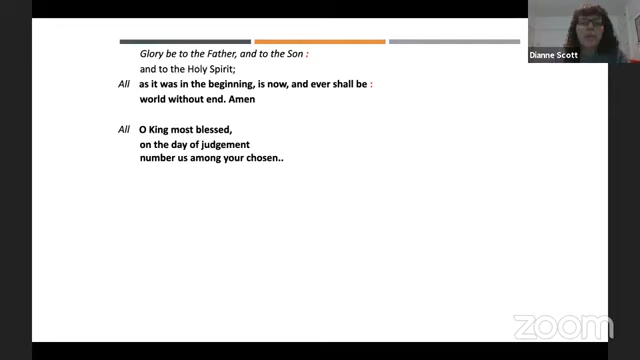 Glory be to the Father, and to the Son :
and to the Holy Spirit;
All as it was in the beginning, is now, and ever shall be :
world without end. Amen
All O King most blessed,
on the day of judgement
number us among your chosen..
Dianne Scott
zoom